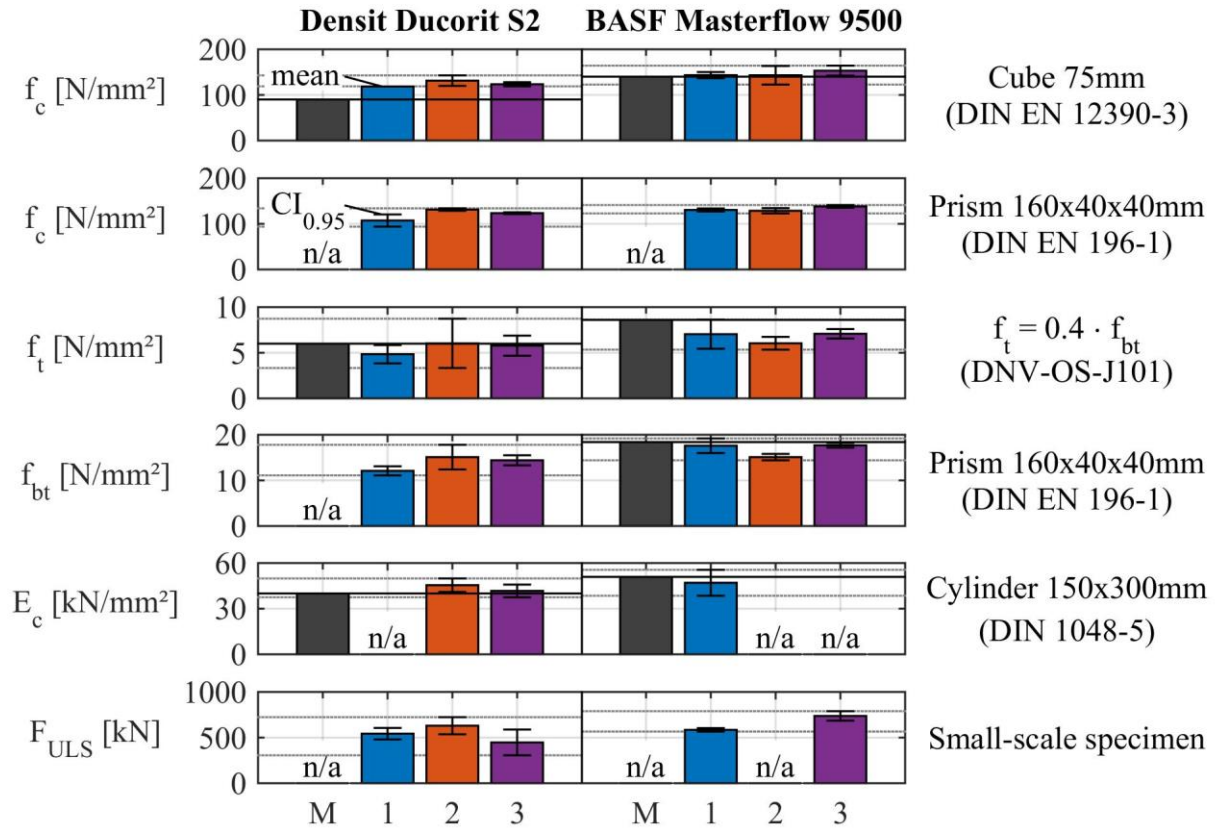 Densit Ducorit S2 BASF Masterflow 9500
200
f_c [N/mm²] 100
0
mean
Cube 75mm
(DIN EN 12390-3)
200
f_c [N/mm²] 100
0
CI_0.95
n/a n/a
Prism 160x40x40mm
(DIN EN 196-1)
10
f_t [N/mm²] 5
0
f_t = 0.4 · f_bt
(DNV-OS-J101)
20
f_bt [N/mm²] 10
0
n/a
Prism 160x40x40mm
(DIN EN 196-1)
60
E_c [kN/mm²] 30
0
n/a n/a n/a
Cylinder 150x300mm
(DIN 1048-5)
1000
F_ULS [kN] 500
0
n/a n/a n/a
Small-scale specimen
M 1 2 3 M 1 2 3